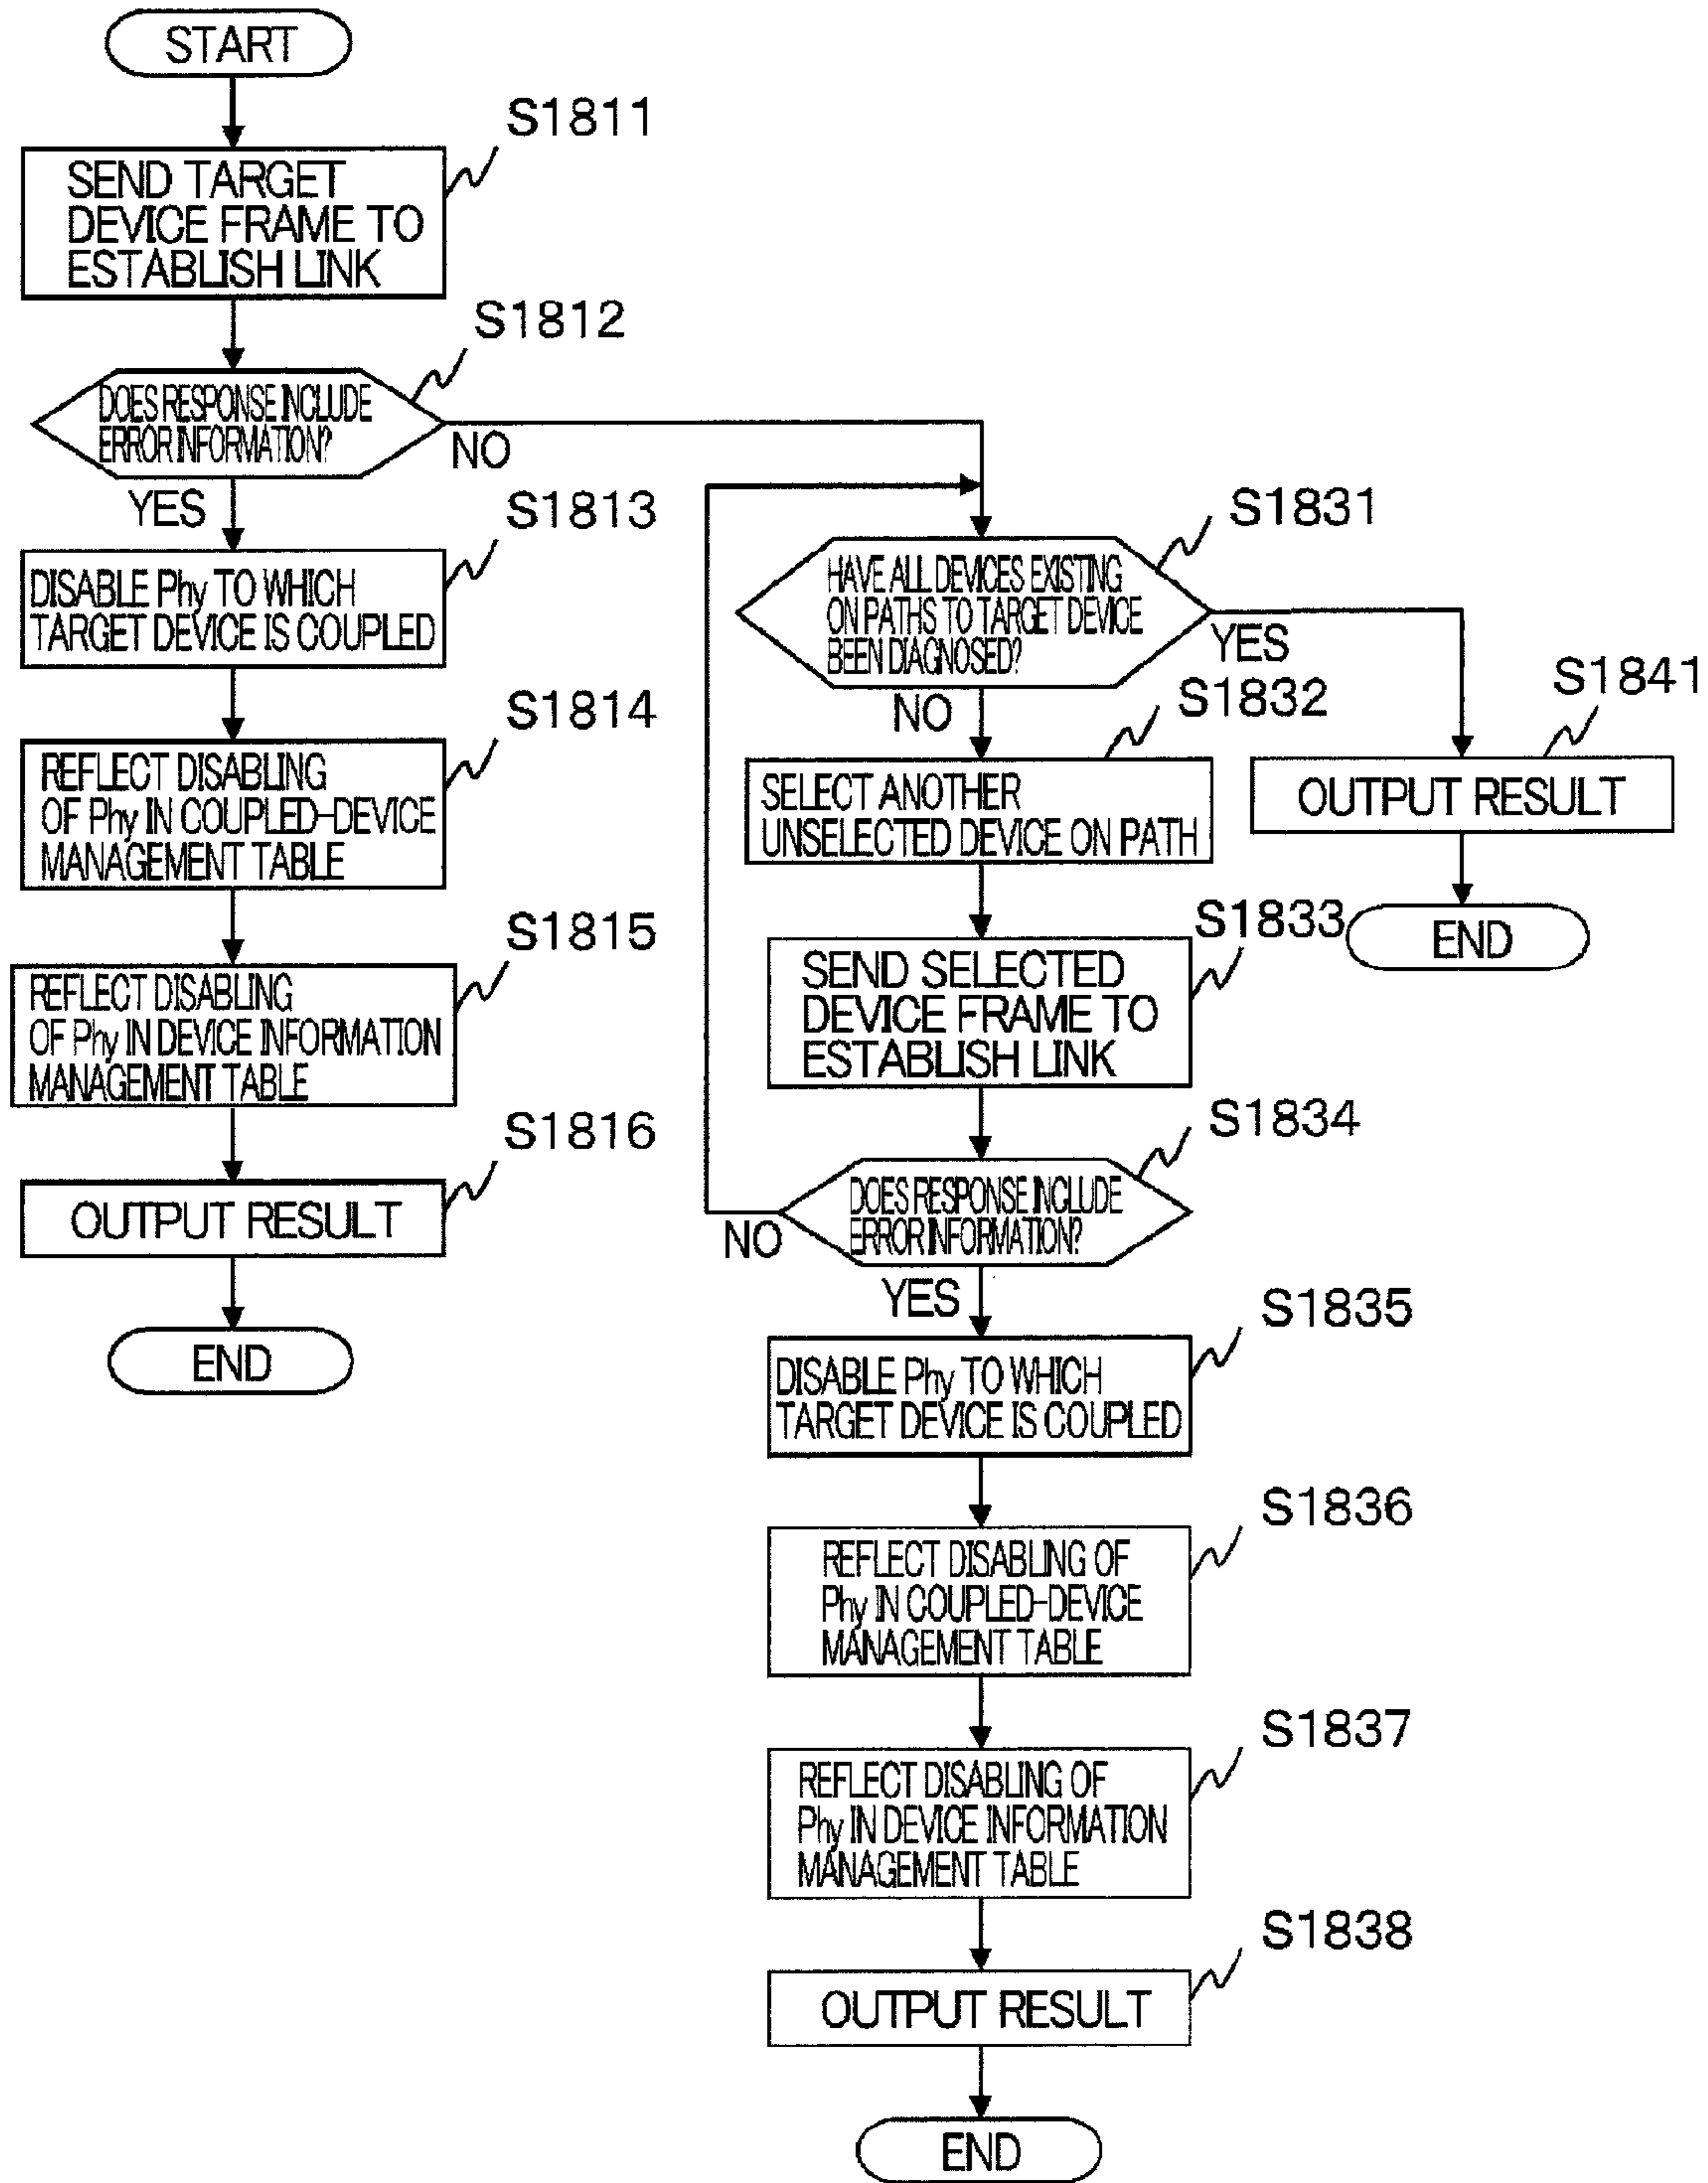 START
S1811
SEND TARGET
DEVICE FRAME TO
ESTABLISH LINK
S1812
DOES RESPONSE INCLUDE
ERROR INFORMATION?
NO
YES
S1813
DISABLE Phy TO WHICH
TARGET DEVICE IS COUPLED
S1814
REFLECT DISABLING
OF Phy IN COUPLED-DEVICE
MANAGEMENT TABLE
S1815
REFLECT DISABLING
OF Phy IN DEVICE INFORMATION
MANAGEMENT TABLE
S1816
OUTPUT RESULT
END
S1831
HAVE ALL DEVICES EXISTING
ON PATHS TO TARGET DEVICE
BEEN DIAGNOSED?
YES
NO
S1841
OUTPUT RESULT
END
S1832
SELECT ANOTHER
UNSELECTED DEVICE ON PATH
S1833
SEND SELECTED
DEVICE FRAME TO
ESTABLISH LINK
S1834
DOES RESPONSE INCLUDE
ERROR INFORMATION?
NO
YES
S1835
DISABLE Phy TO WHICH
TARGET DEVICE IS COUPLED
S1836
REFLECT DISABLING OF
Phy IN COUPLED-DEVICE
MANAGEMENT TABLE
S1837
REFLECT DISABLING OF
Phy IN DEVICE INFORMATION
MANAGEMENT TABLE
S1838
OUTPUT RESULT
END